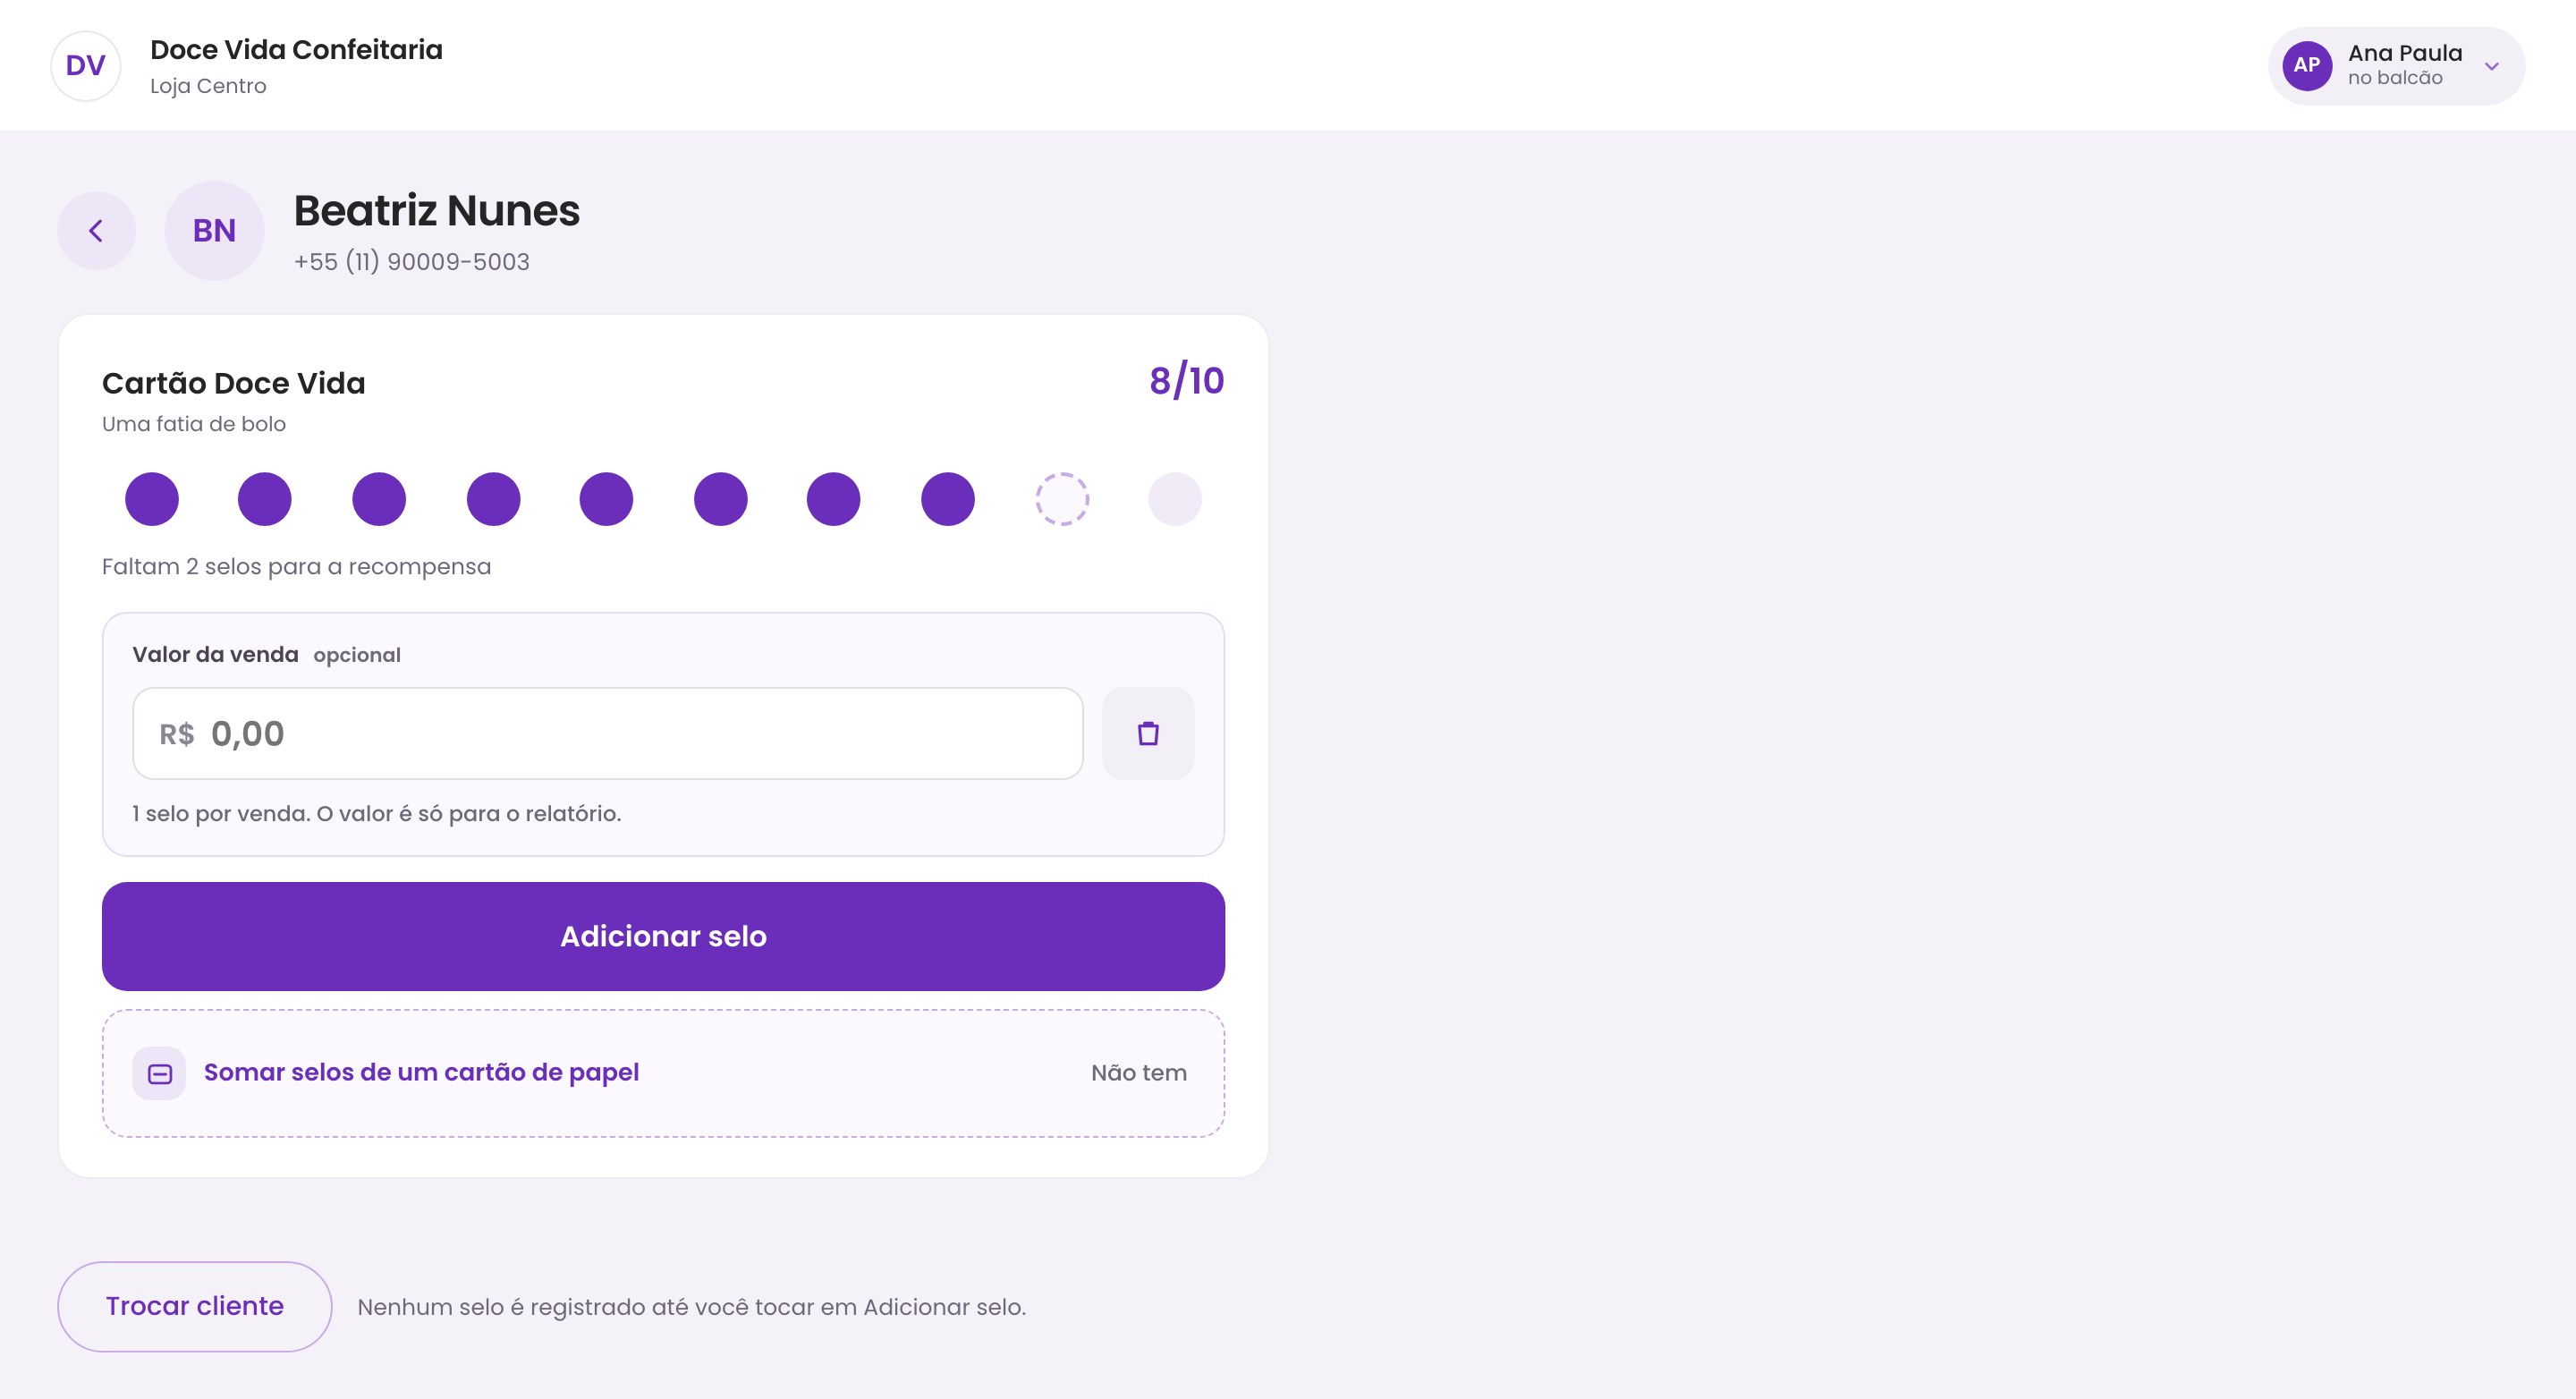 DV
Doce Vida Confeitaria
Loja Centro
AP
Ana Paula
no balcão
BN
Beatriz Nunes
+55 (11) 90009-5003
Cartão Doce Vida
8/10
Uma fatia de bolo
Faltam 2 selos para a recompensa
Valor da venda opcional
R$ 0,00
1 selo por venda. O valor é só para o relatório.
Adicionar selo
Somar selos de um cartão de papel
Não tem
Trocar cliente
Nenhum selo é registrado até você tocar em Adicionar selo.